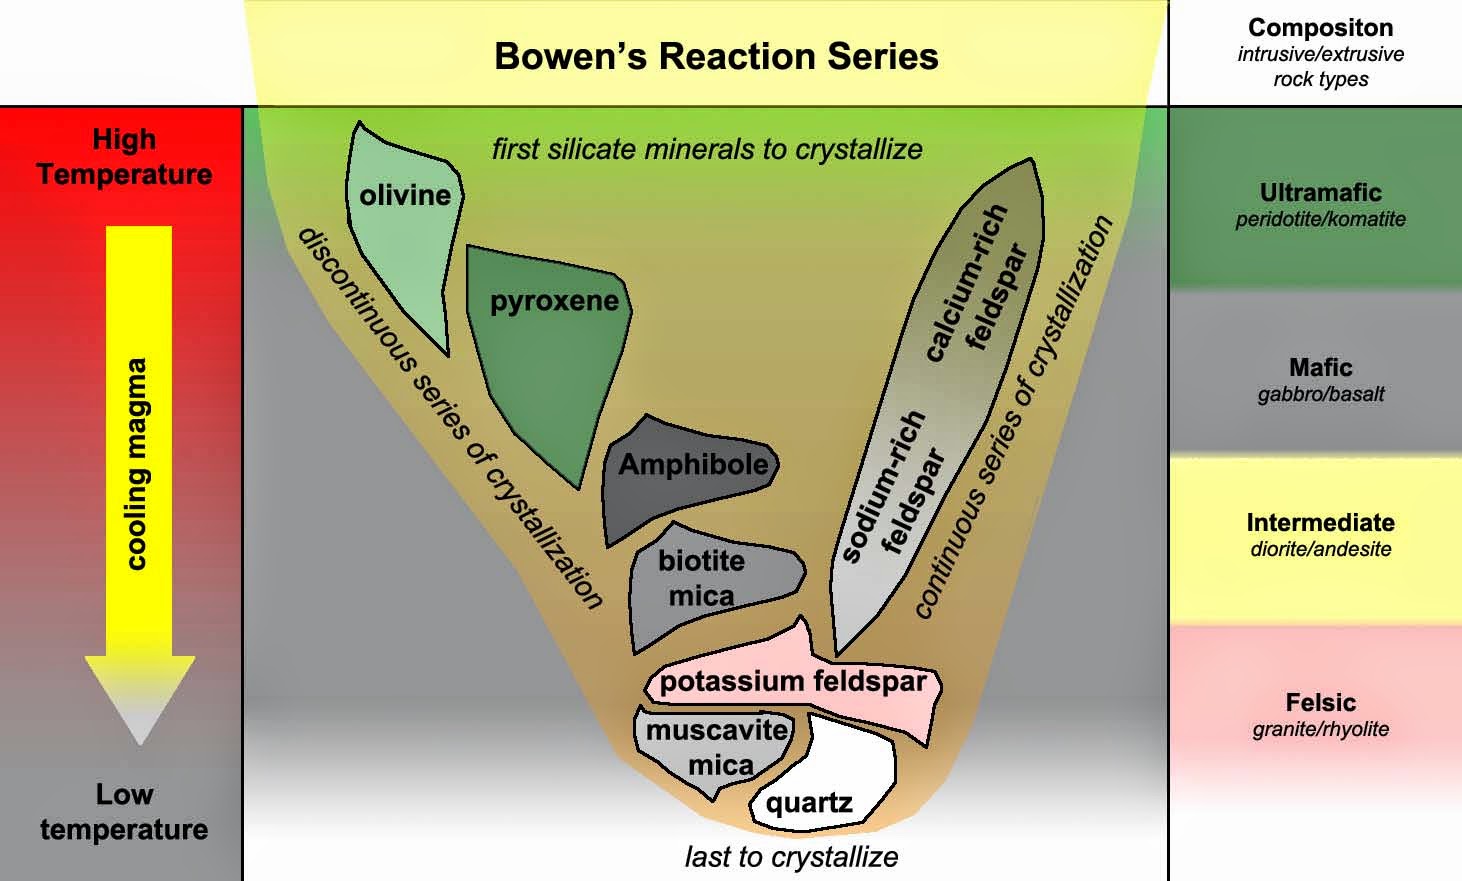 Bowen's Reaction Series
Compositon
intrusive/extrusive
rock types
High
Temperature
cooling magma
Low
temperature
first silicate minerals to crystallize
olivine
pyroxene
Amphibole
biotite
mica
potassium feldspar
muscavite
mica
quartz
calcium-rich
feldspar
sodium-rich
feldspar
discontinuous series of crystallization
continuous series of crystallization
last to crystallize
Ultramafic
peridotite/komatite
Mafic
gabbro/basalt
Intermediate
diorite/andesite
Felsic
granite/rhyolite